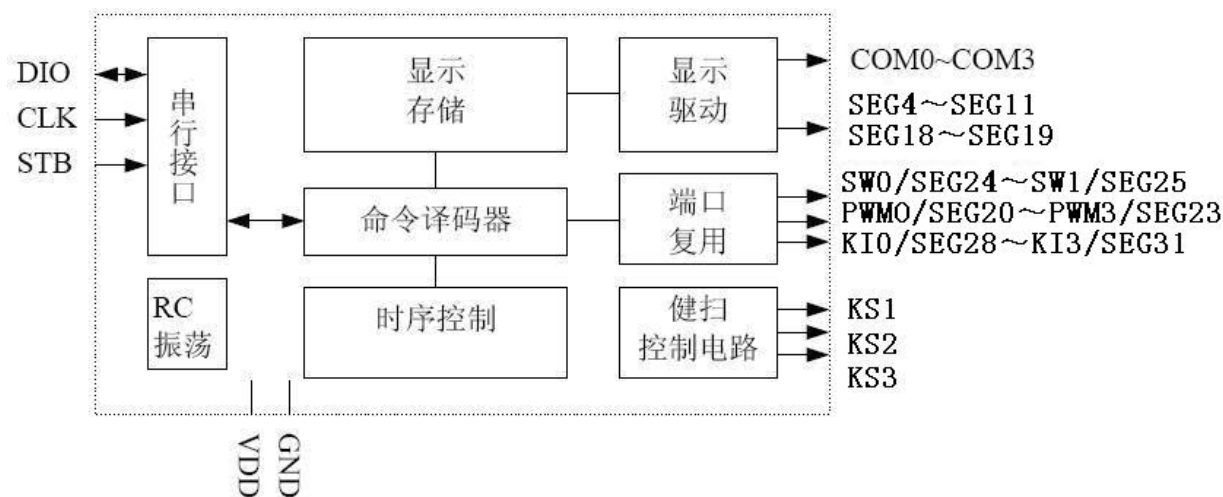 DIO
CLK
STB
串行接口
RC
振荡
显示
存储
命令译码器
时序控制
显示
驱动
端口
复用
健扫
控制电路
COM0~COM3
SEG4～SEG11
SEG18～SEG19
SW0/SEG24～SW1/SEG25
PWM0/SEG20～PWM3/SEG23
KI0/SEG28～KI3/SEG31
KS1
KS2
KS3
VDD
GND